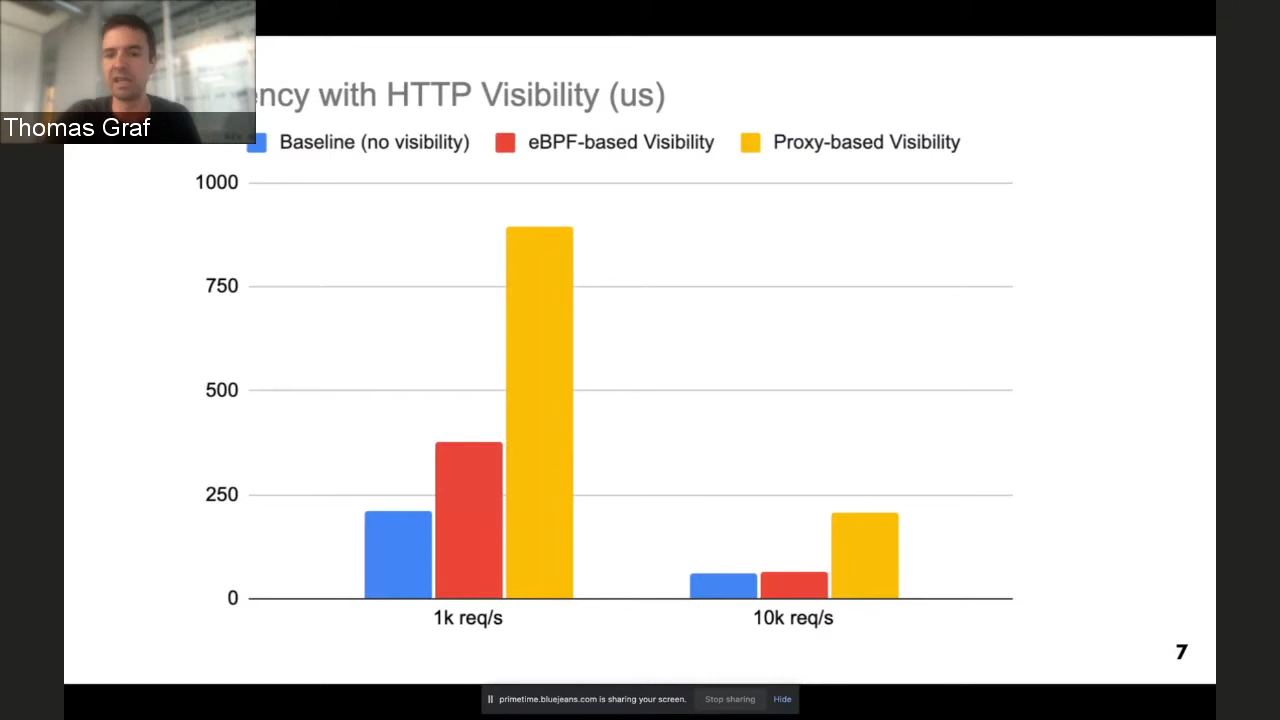 Thomas Graf
ency with HTTP Visibility (us)
Baseline (no visibility) eBPF-based Visibility Proxy-based Visibility
1000
750
500
250
0
1k req/s 10k req/s
7
primetime.bluejeans.com is sharing your screen. Stop sharing Hide